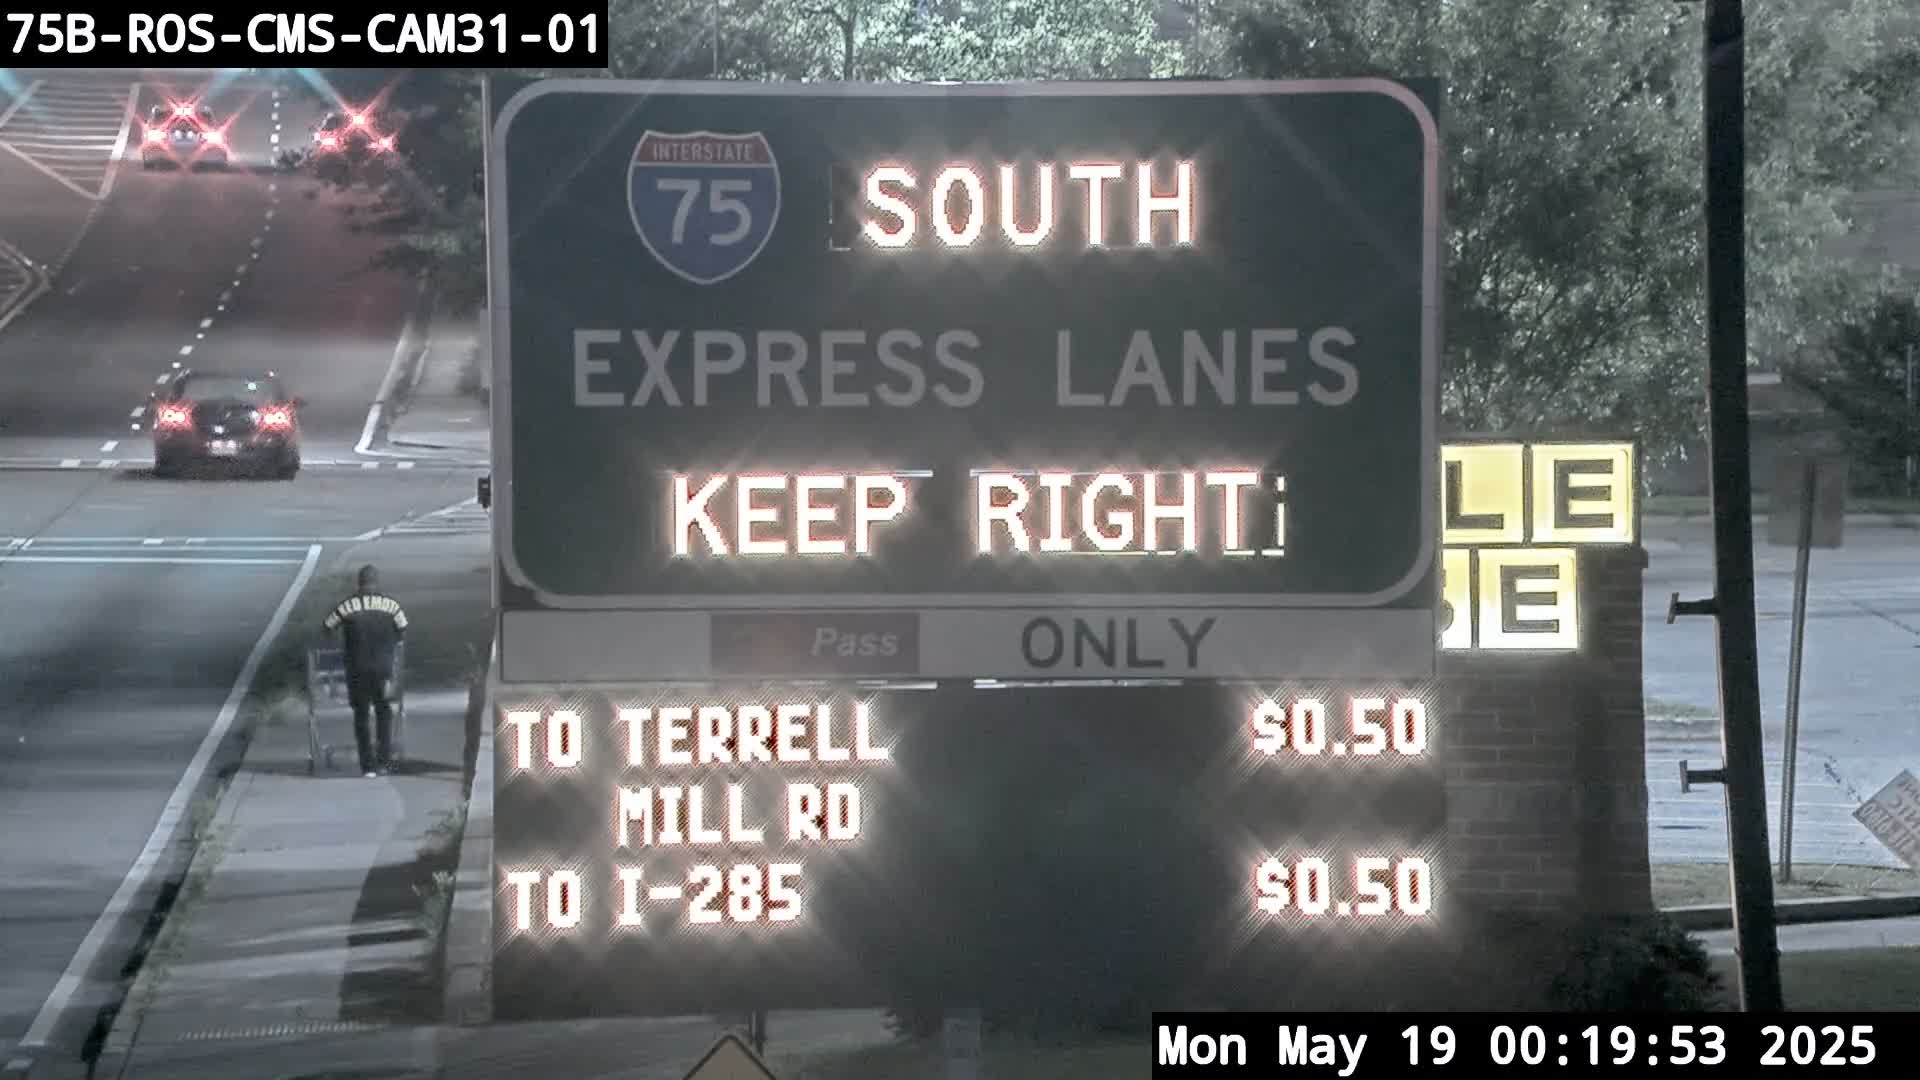 75B-ROS-CMS-CAM31-01
INTERSTATE
75
SOUTH
EXPRESS LANES
KEEP RIGHT
Pass ONLY
TO TERRELL $0.50
MILL RD
TO I-285 $0.50
LE
E
Mon May 19 00:19:53 2025